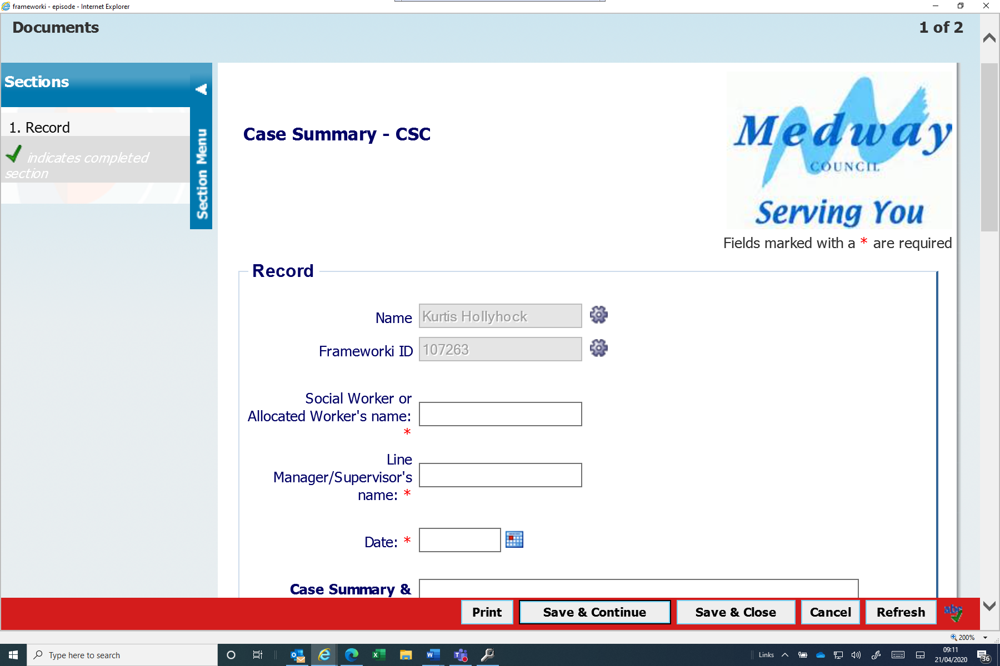 frameworki - episode - Internet Explorer
Documents
1 of 2
Sections
1. Record
indicates completed
section
Section Menu
Case Summary - CSC
Medway
COUNCIL
Serving You
Fields marked with a * are required
Record
Name
Kurtis Hollyhock
Frameworki ID
107263
Social Worker or
Allocated Worker's name:
*
Line
Manager/Supervisor's
name: *
Date: *
Case Summary &
Print
Save & Continue
Save & Close
Cancel
Refresh
abc
200%
Type here to search
Links
09:11
21/04/2020
36